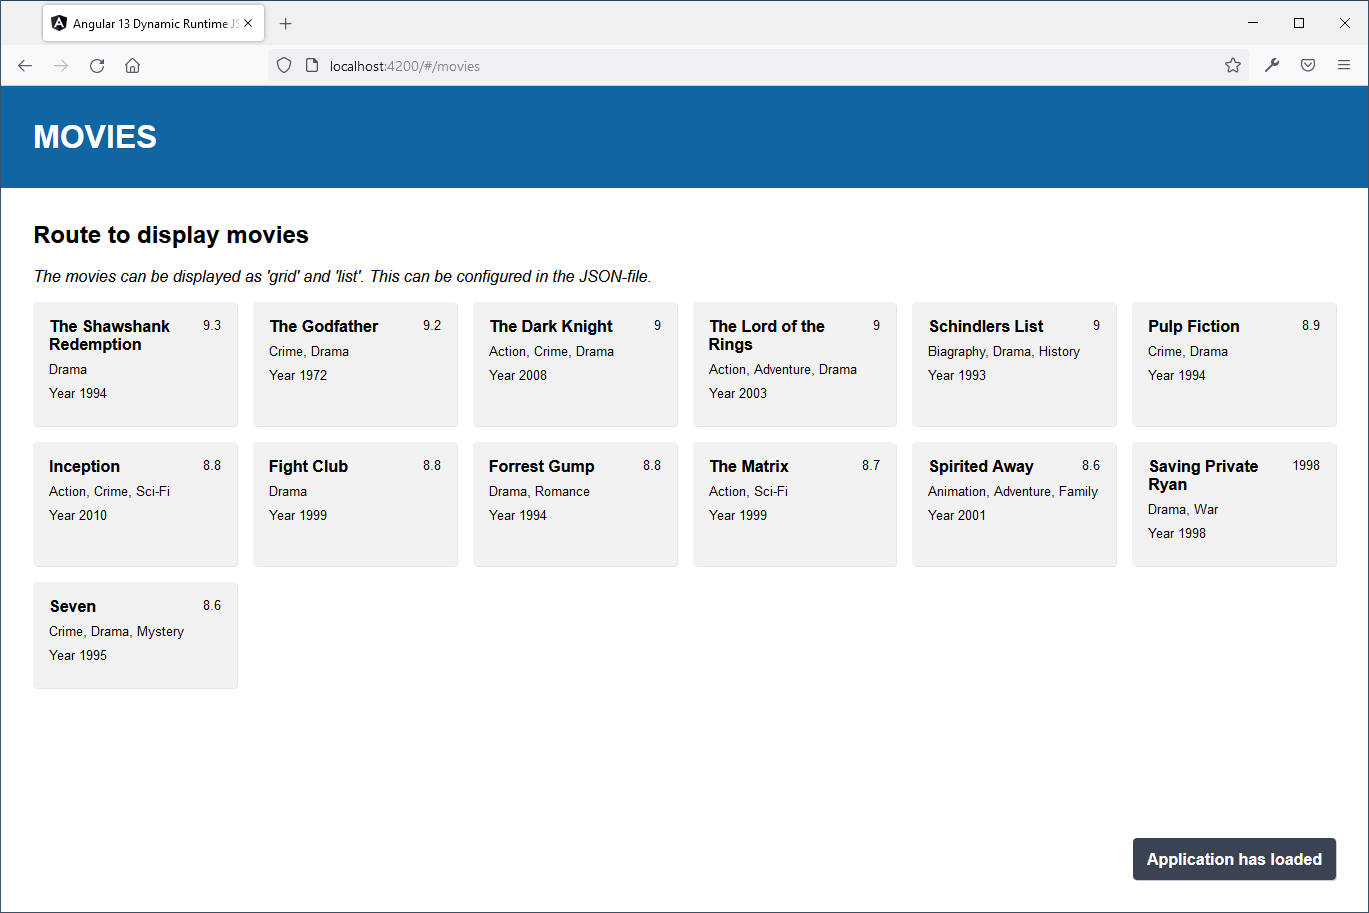 Angular 13 Dynamic Runtime JS
localhost:4200/#/movies
MOVIES
Route to display movies
The movies can be displayed as 'grid' and 'list'. This can be configured in the JSON-file.
The Shawshank 9.3
Redemption
Drama
Year 1994
The Godfather 9.2
Crime, Drama
Year 1972
The Dark Knight 9
Action, Crime, Drama
Year 2008
The Lord of the 9
Rings
Action, Adventure, Drama
Year 2003
Schindlers List 9
Biagraphy, Drama, History
Year 1993
Pulp Fiction 8.9
Crime, Drama
Year 1994
Inception 8.8
Action, Crime, Sci-Fi
Year 2010
Fight Club 8.8
Drama
Year 1999
Forrest Gump 8.8
Drama, Romance
Year 1994
The Matrix 8.7
Action, Sci-Fi
Year 1999
Spirited Away 8.6
Animation, Adventure, Family
Year 2001
Saving Private 1998
Ryan
Drama, War
Year 1998
Seven 8.6
Crime, Drama, Mystery
Year 1995
Application has loaded